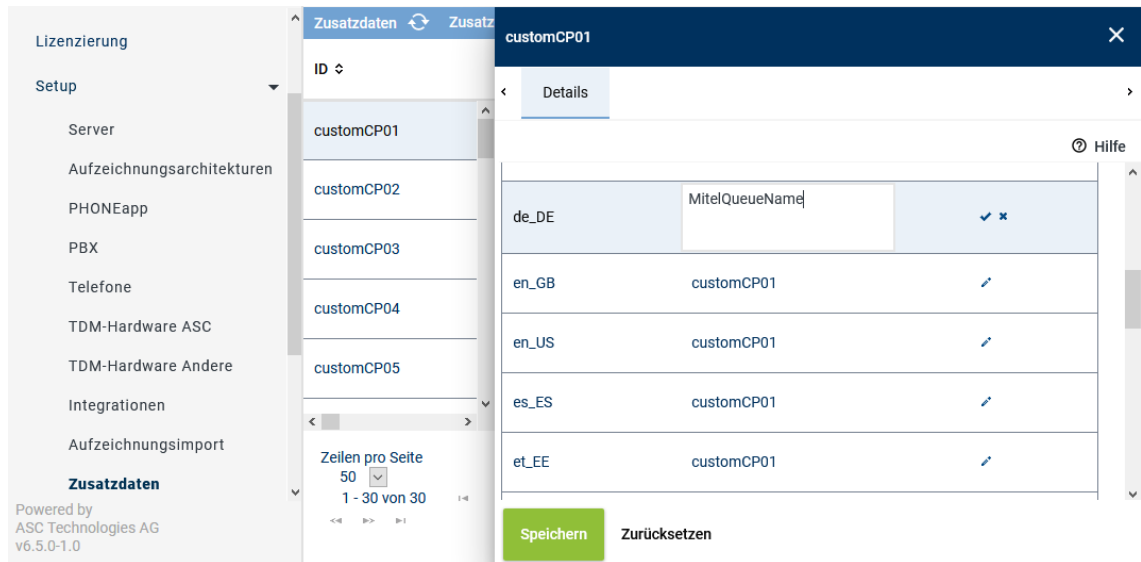 Lizenzierung
Setup
Server
Aufzeichnungsarchitekturen
PHONEapp
PBX
Telefone
TDM-Hardware ASC
TDM-Hardware Andere
Integrationen
Aufzeichnungsimport
Zusatzdaten
Powered by
ASC Technologies AG
v6.5.0-1.0
Zusatzdaten Zusatz
ID
customCP01
customCP02
customCP03
customCP04
customCP05
Zeilen pro Seite
50
1 - 30 von 30
customCP01
Details
Hilfe
de_DE MitelQueueName
en_GB customCP01
en_US customCP01
es_ES customCP01
et_EE customCP01
Speichern Zurücksetzen